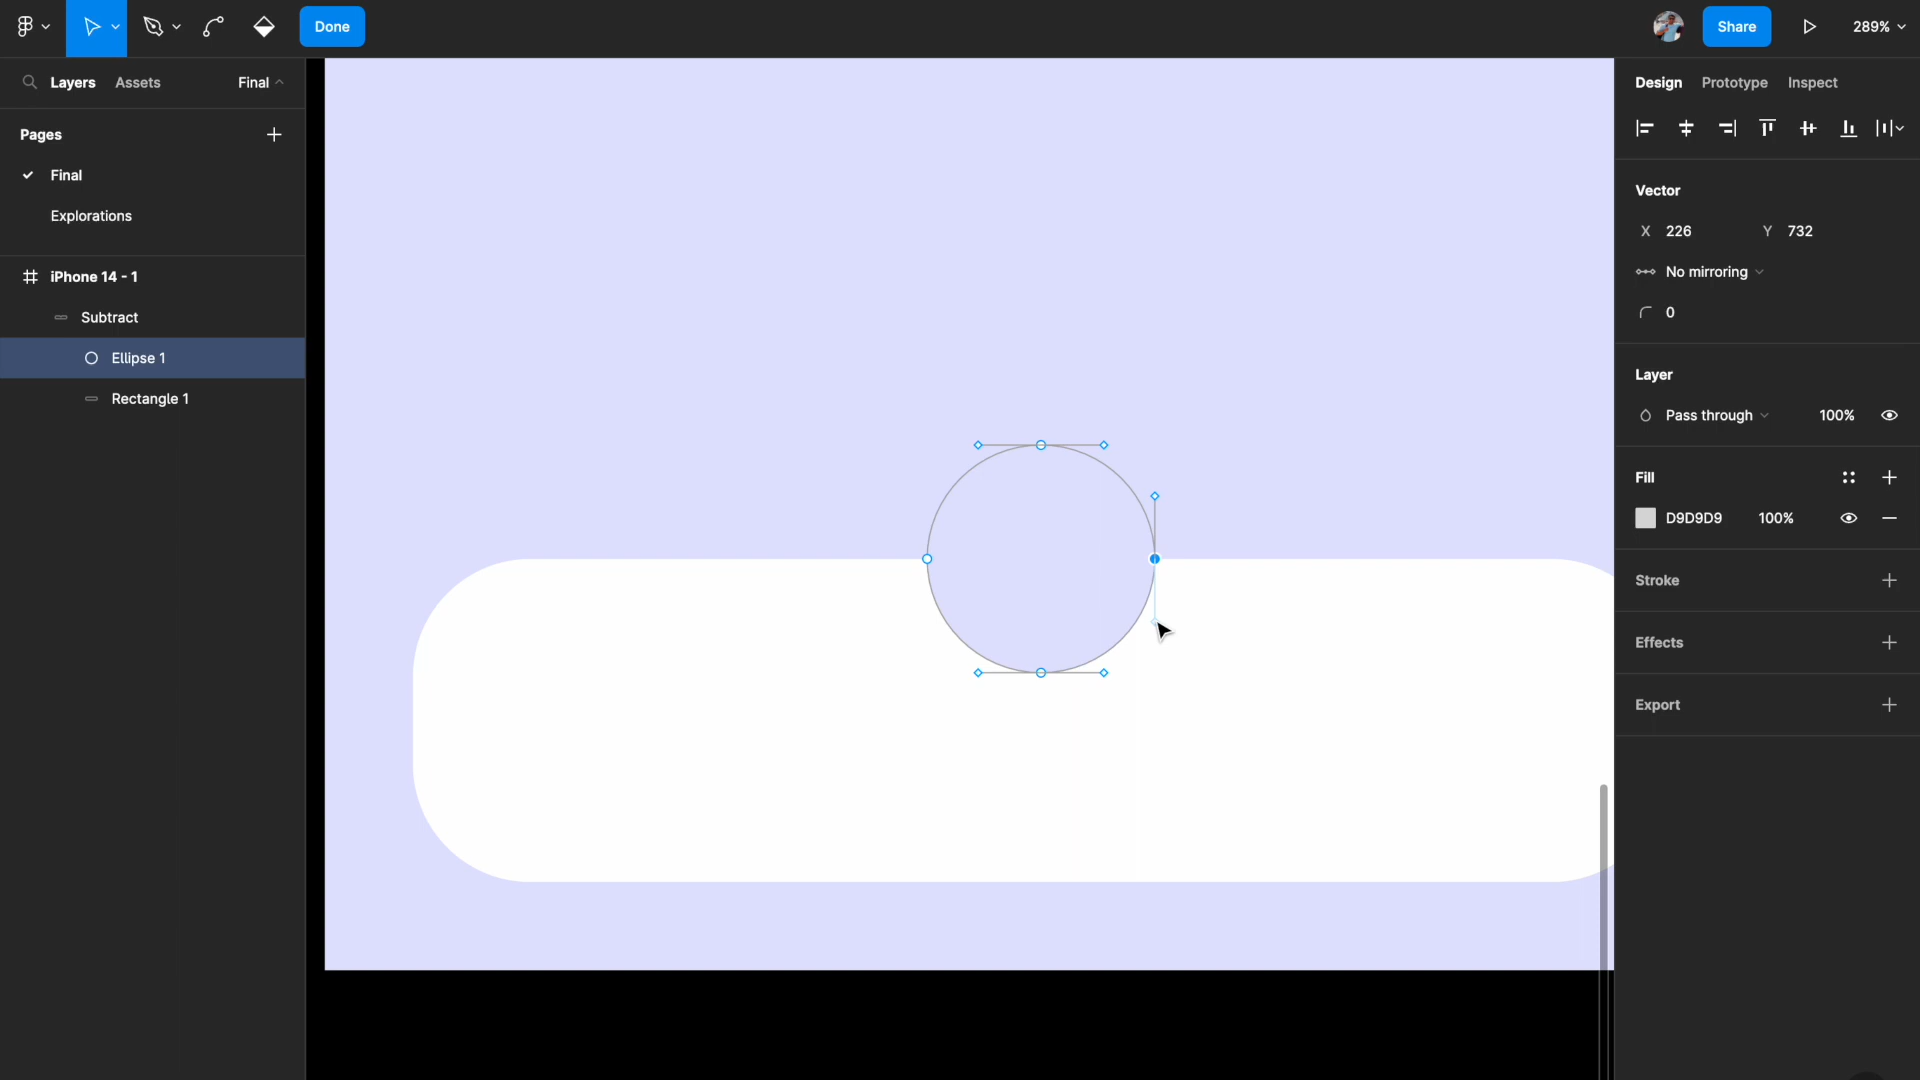 Done
Share
289%
Layers
Assets
Final
Design
Prototype
Inspect
Pages
Final
Explorations
iPhone 14 - 1
Subtract
Ellipse 1
Rectangle 1
Vector
X 226
Y 732
No mirroring
0
Layer
Pass through
100%
Fill
D9D9D9
100%
Stroke
Effects
Export